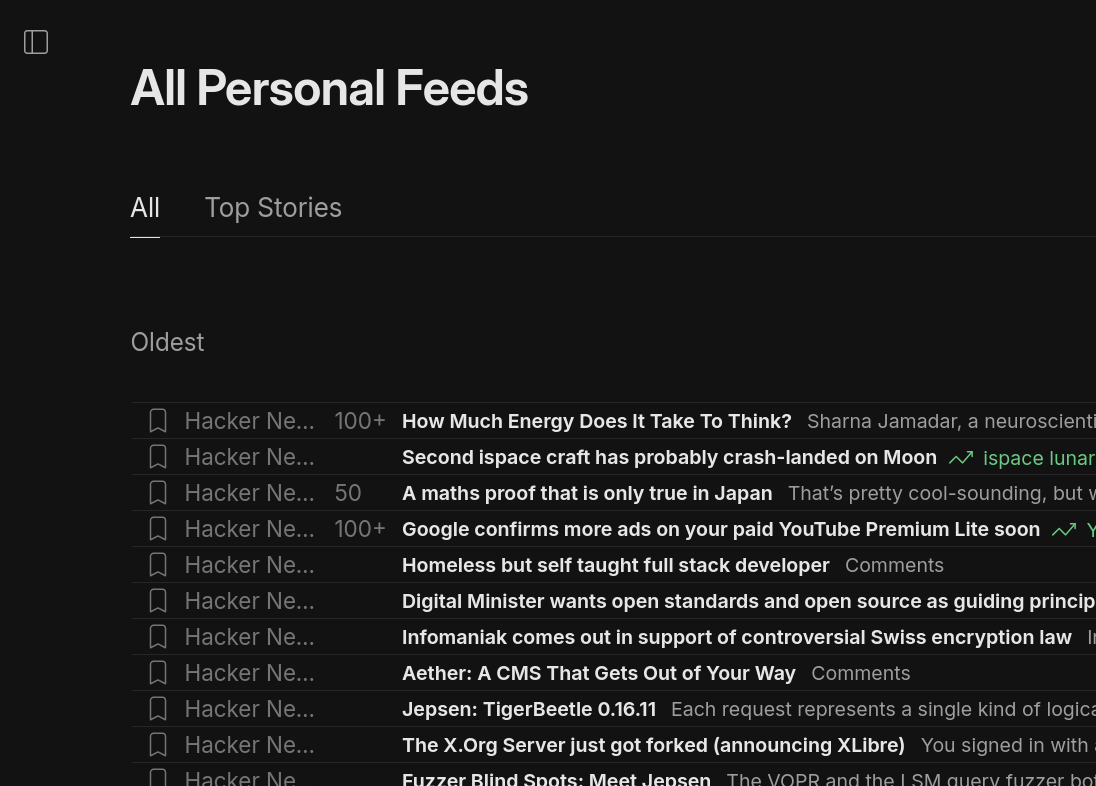 All Personal Feeds
All Top Stories
Oldest
Hacker Ne... 100+ How Much Energy Does It Take To Think? Sharna Jamadar, a neuroscienti
Hacker Ne... Second ispace craft has probably crash-landed on Moon ispace lunar
Hacker Ne... 50 A maths proof that is only true in Japan That’s pretty cool-sounding, but
Hacker Ne... 100+ Google confirms more ads on your paid YouTube Premium Lite soon
Hacker Ne... Homeless but self taught full stack developer Comments
Hacker Ne... Digital Minister wants open standards and open source as guiding princip
Hacker Ne... Infomaniak comes out in support of controversial Swiss encryption law
Hacker Ne... Aether: A CMS That Gets Out of Your Way Comments
Hacker Ne... Jepsen: TigerBeetle 0.16.11 Each request represents a single kind of logica
Hacker Ne... The X.Org Server just got forked (announcing XLibre) You signed in with
Hacker Ne Fuzzer Blind Spots: Meet Jepsen The VOPR and the LSM query fuzzer bot